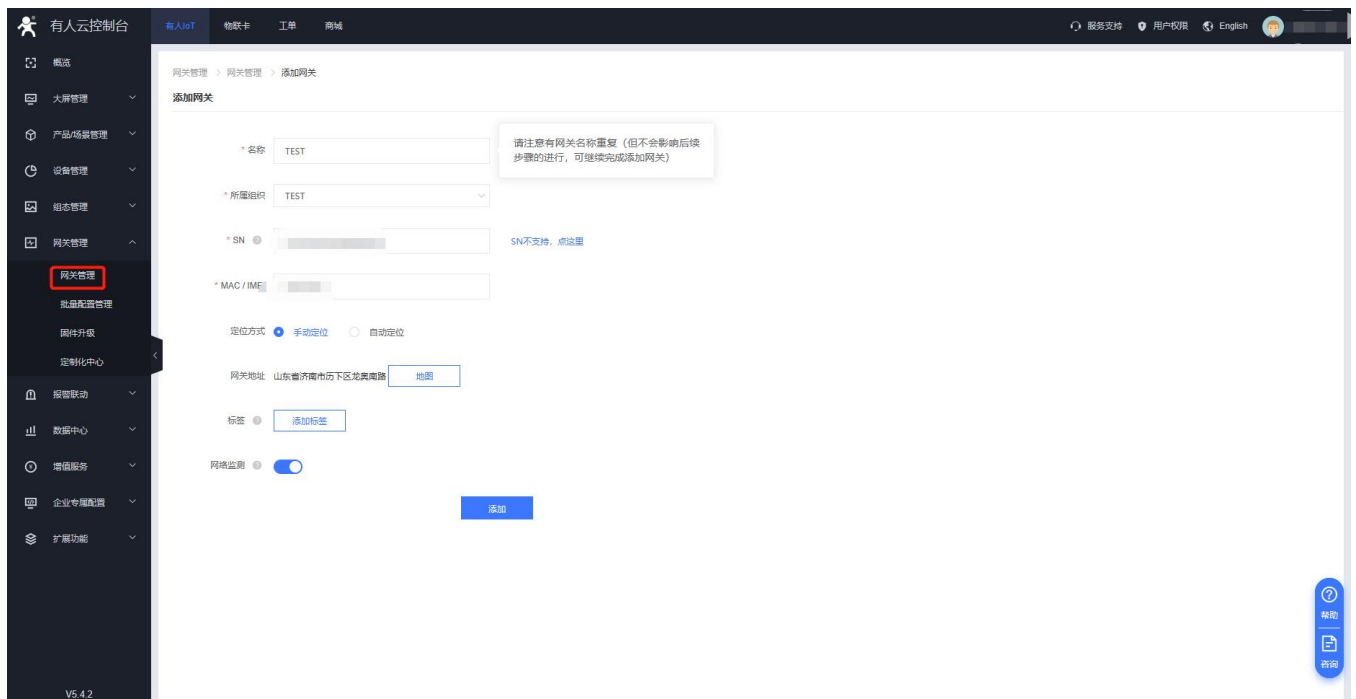 有人云控制台
有人IoT 物联卡 工单 商城
服务支持 用户权限 English
概览
大屏管理
产品/场景管理
设备管理
组态管理
网关管理
网关管理
批量配置管理
固件升级
定制化中心
报警联动
数据中心
增值服务
企业专属配置
扩展功能
V5.4.2
网关管理 > 网关管理 > 添加网关
添加网关
* 名称 TEST
请注意有网关名称重复（但不会影响后续
步骤的进行，可继续完成添加网关）
* 所属组织 TEST
* SN
SN不支持，点这里
* MAC / IMEI
定位方式 手动定位 自动定位
网关地址 山东省济南市历下区龙奥南路 地图
标签 添加标签
网络监测
添加
帮助
咨询